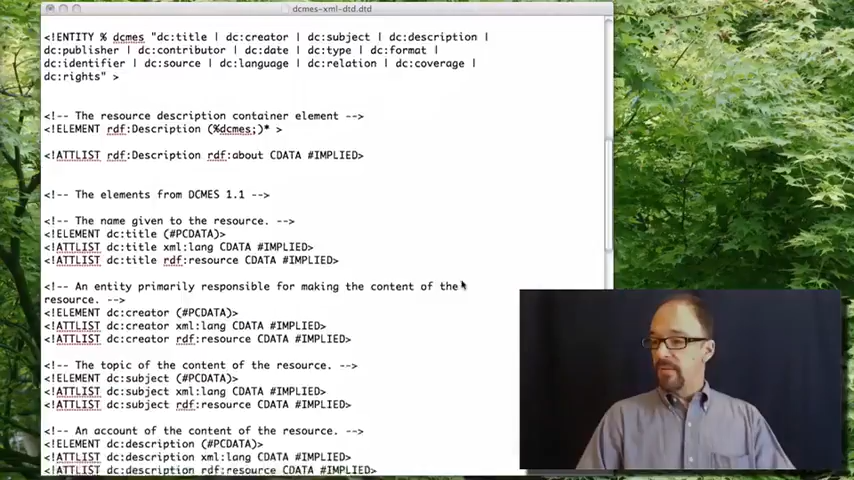 dcmes-xml-dtd.dtd
<!ENTITY % dcmes "dc:title | dc:creator | dc:subject | dc:description |
dc:publisher | dc:contributor | dc:date | dc:type | dc:format |
dc:identifier | dc:source | dc:language | dc:relation | dc:coverage |
dc:rights" >
<!-- The resource description container element -->
<!ELEMENT rdf:Description (%dcmes;)* >
<!ATTLIST rdf:Description rdf:about CDATA #IMPLIED>
<!-- The elements from DCMES 1.1 -->
<!-- The name given to the resource. -->
<!ELEMENT dc:title (#PCDATA)>
<!ATTLIST dc:title xml:lang CDATA #IMPLIED>
<!ATTLIST dc:title rdf:resource CDATA #IMPLIED>
<!-- An entity primarily responsible for making the content of the
resource. -->
<!ELEMENT dc:creator (#PCDATA)>
<!ATTLIST dc:creator xml:lang CDATA #IMPLIED>
<!ATTLIST dc:creator rdf:resource CDATA #IMPLIED>
<!-- The topic of the content of the resource. -->
<!ELEMENT dc:subject (#PCDATA)>
<!ATTLIST dc:subject xml:lang CDATA #IMPLIED>
<!ATTLIST dc:subject rdf:resource CDATA #IMPLIED>
<!-- An account of the content of the resource. -->
<!ELEMENT dc:description (#PCDATA)>
<!ATTLIST dc:description xml:lang CDATA #IMPLIED>
<!ATTLIST dc:description rdf:resource CDATA #IMPLIED>